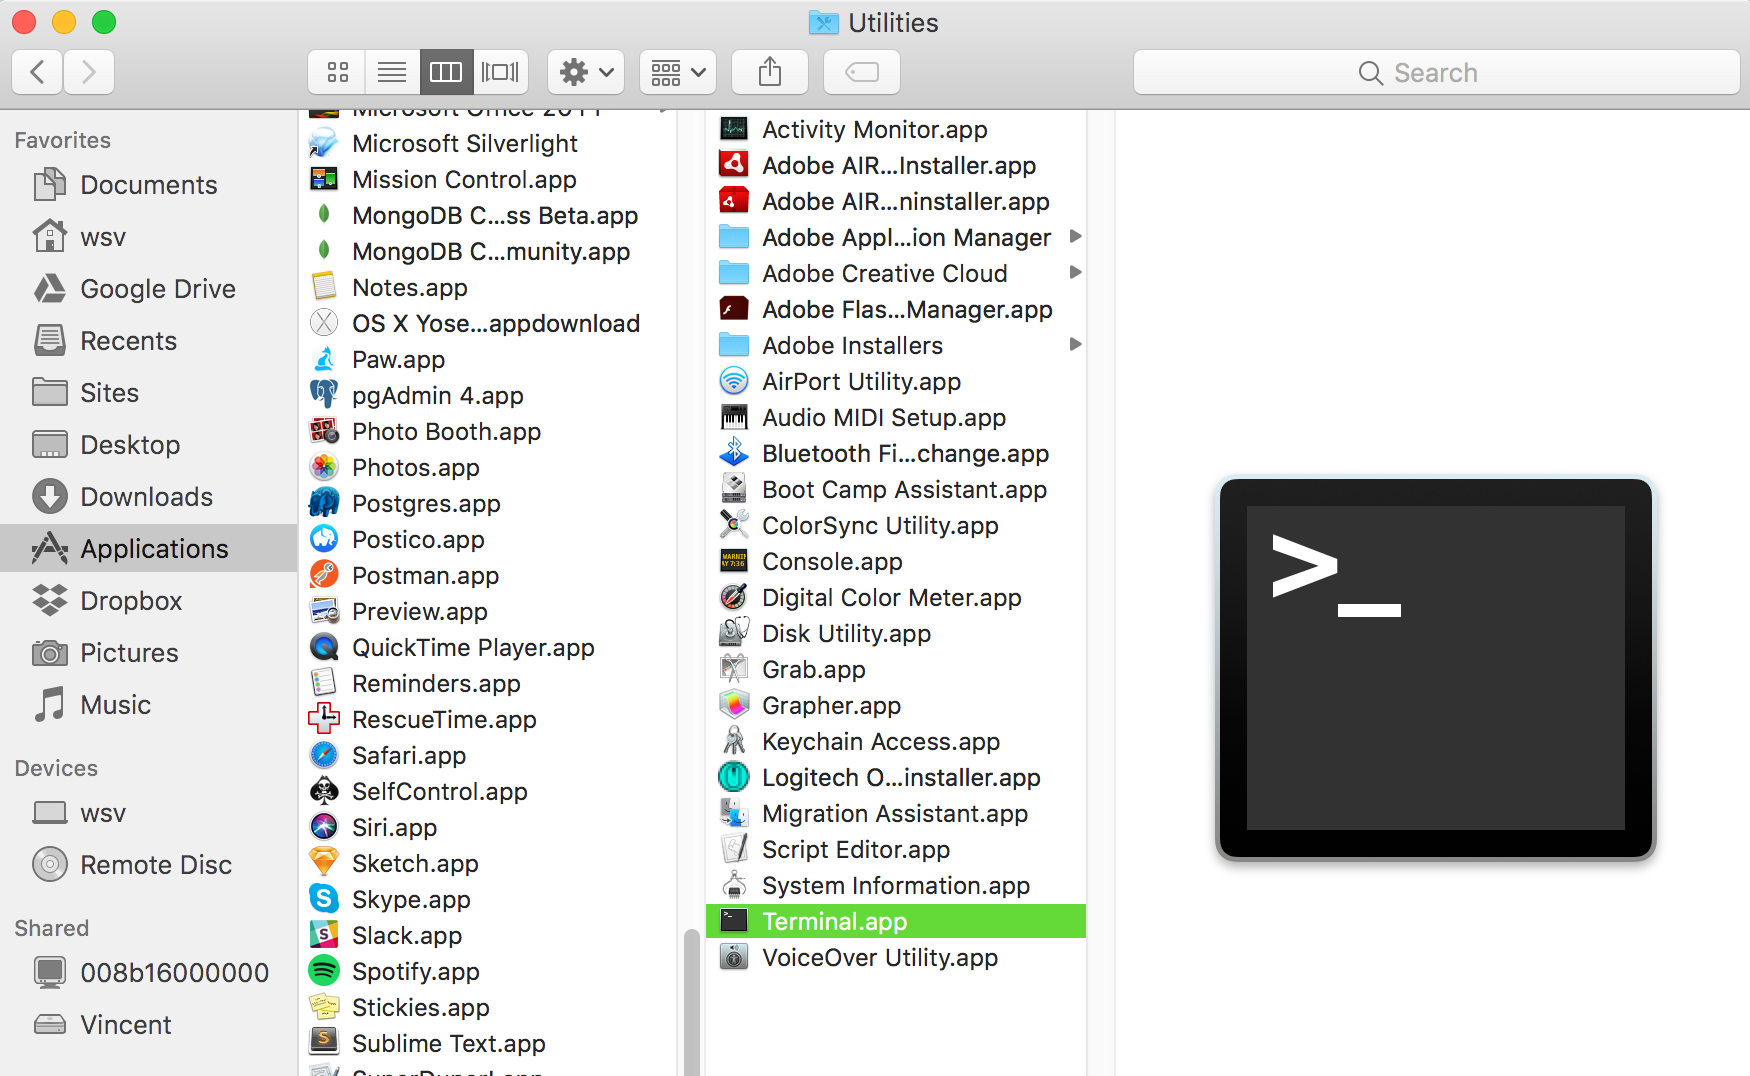 Utilities
Search
Favorites
Documents
wsv
Google Drive
Recents
Sites
Desktop
Downloads
Applications
Dropbox
Pictures
Music
Devices
wsv
Remote Disc
Shared
008b16000000
Vincent
Microsoft Office 2011
Microsoft Silverlight
Mission Control.app
MongoDB C...ss Beta.app
MongoDB C...munity.app
Notes.app
OS X Yose...appdownload
Paw.app
pgAdmin 4.app
Photo Booth.app
Photos.app
Postgres.app
Postico.app
Postman.app
Preview.app
QuickTime Player.app
Reminders.app
RescueTime.app
Safari.app
SelfControl.app
Siri.app
Sketch.app
Skype.app
Slack.app
Spotify.app
Stickies.app
Sublime Text.app
SuperDuper!.app
Activity Monitor.app
Adobe AIR...Installer.app
Adobe AIR...ninstaller.app
Adobe Appl...ion Manager
Adobe Creative Cloud
Adobe Flas...Manager.app
Adobe Installers
AirPort Utility.app
Audio MIDI Setup.app
Bluetooth Fi...change.app
Boot Camp Assistant.app
ColorSync Utility.app
Console.app
Digital Color Meter.app
Disk Utility.app
Grab.app
Grapher.app
Keychain Access.app
Logitech O...installer.app
Migration Assistant.app
Script Editor.app
System Information.app
Terminal.app
VoiceOver Utility.app
>_